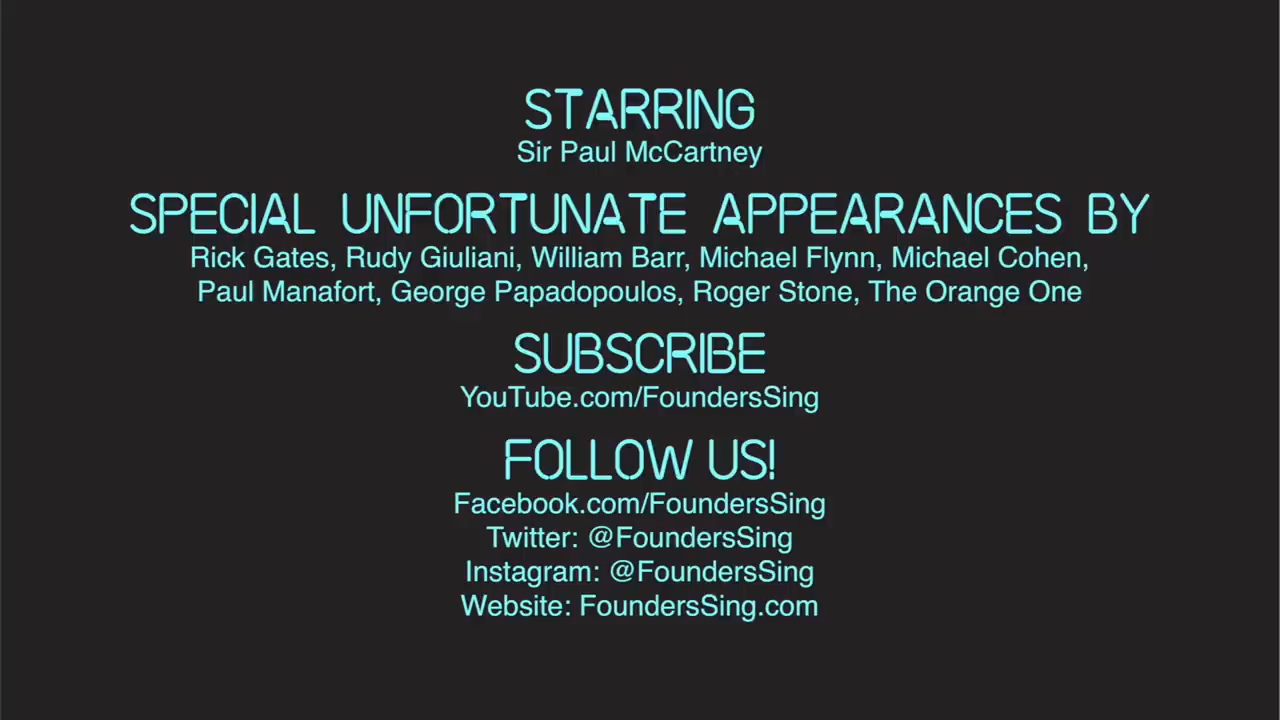 STARRING
Sir Paul McCartney
SPECIAL UNFORTUNATE APPEARANCES BY
Rick Gates, Rudy Giuliani, William Barr, Michael Flynn, Michael Cohen,
Paul Manafort, George Papadopoulos, Roger Stone, The Orange One
SUBSCRIBE
YouTube.com/FoundersSing
FOLLOW US!
Facebook.com/FoundersSing
Twitter: @FoundersSing
Instagram: @FoundersSing
Website: FoundersSing.com